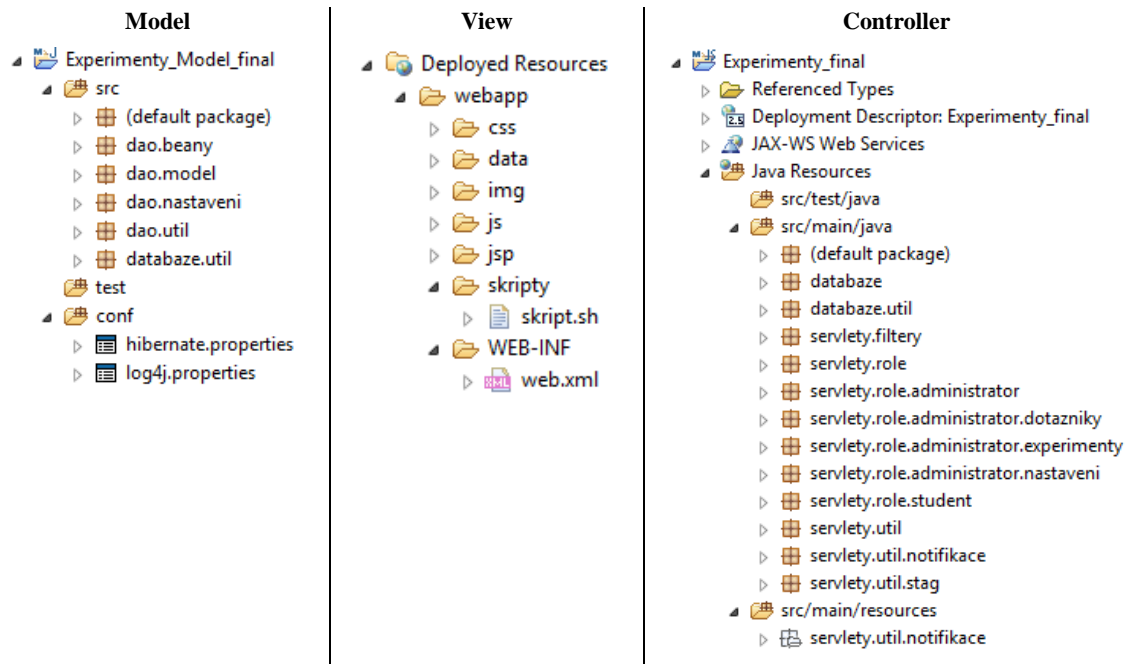 Model
Experimenty_Model_final
src
(default package)
dao.beany
dao.model
dao.nastaveni
dao.util
databaze.util
test
conf
hibernate.properties
log4j.properties
View
Deployed Resources
webapp
css
data
img
js
jsp
skripty
skript.sh
WEB-INF
web.xml
Controller
Experimenty_final
Referenced Types
Deployment Descriptor: Experimenty_final
JAX-WS Web Services
Java Resources
src/test/java
src/main/java
(default package)
databaze
databaze.util
servlety.filtery
servlety.role
servlety.role.administrator
servlety.role.administrator.dotazniky
servlety.role.administrator.experimenty
servlety.role.administrator.nastaveni
servlety.role.student
servlety.util
servlety.util.notifikace
servlety.util.stag
src/main/resources
servlety.util.notifikace